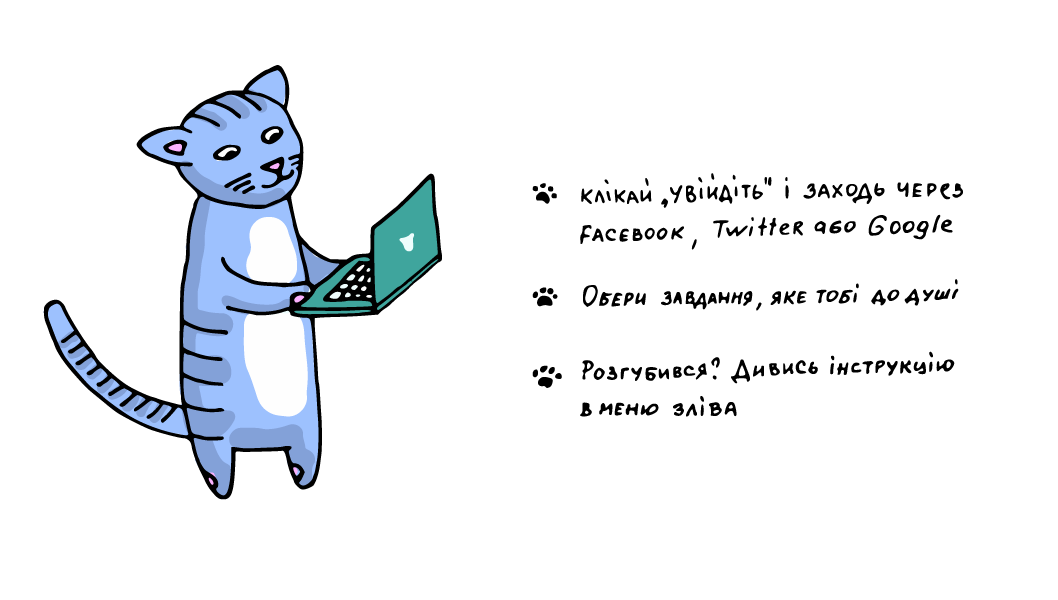 Клікай „увійдіть" і заходь через
Facebook, Twitter або Google
Обери завдання, яке тобі до душі
Розгубився? Дивись інструкцію
в меню зліва